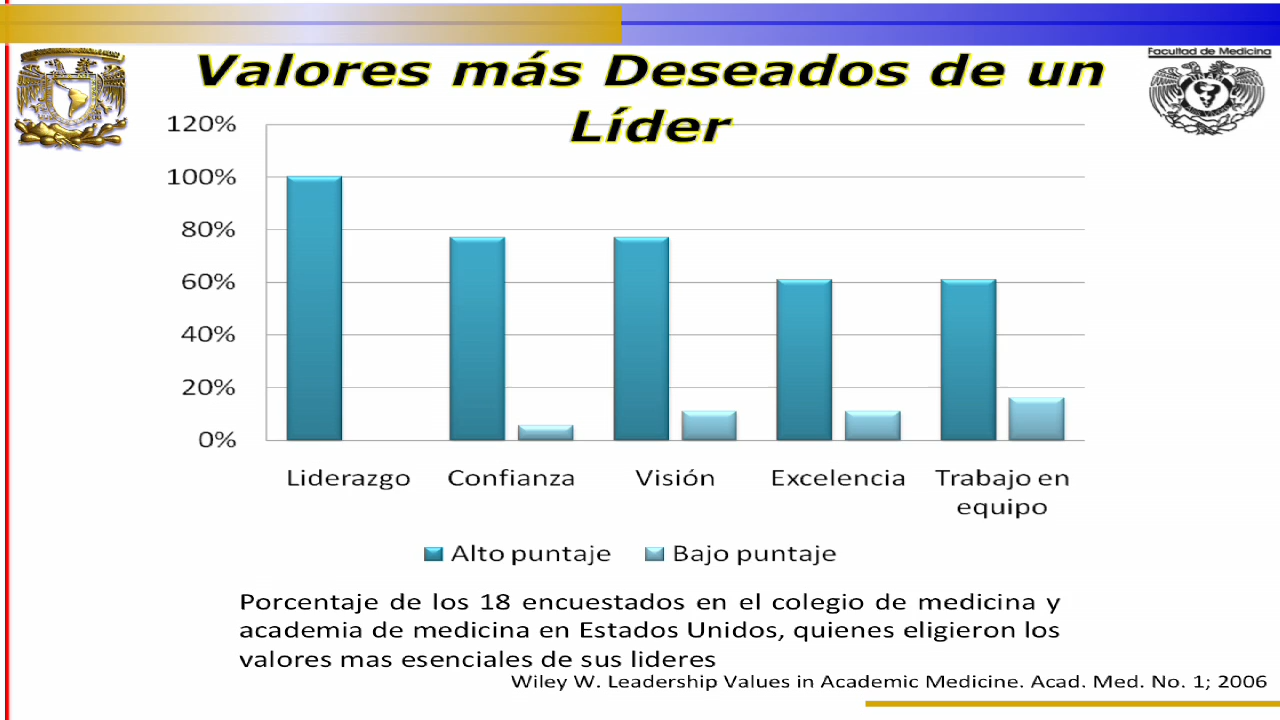 Facultad de Medicina
Valores más Deseados de un
Líder
120%
100%
80%
60%
40%
20%
0%
Liderazgo
Confianza
Visión
Excelencia
Trabajo en
equipo
Alto puntaje
Bajo puntaje
Porcentaje de los 18 encuestados en el colegio de medicina y
academia de medicina en Estados Unidos, quienes eligieron los
valores mas esenciales de sus lideres
Wiley W. Leadership Values in Academic Medicine. Acad. Med. No. 1; 2006